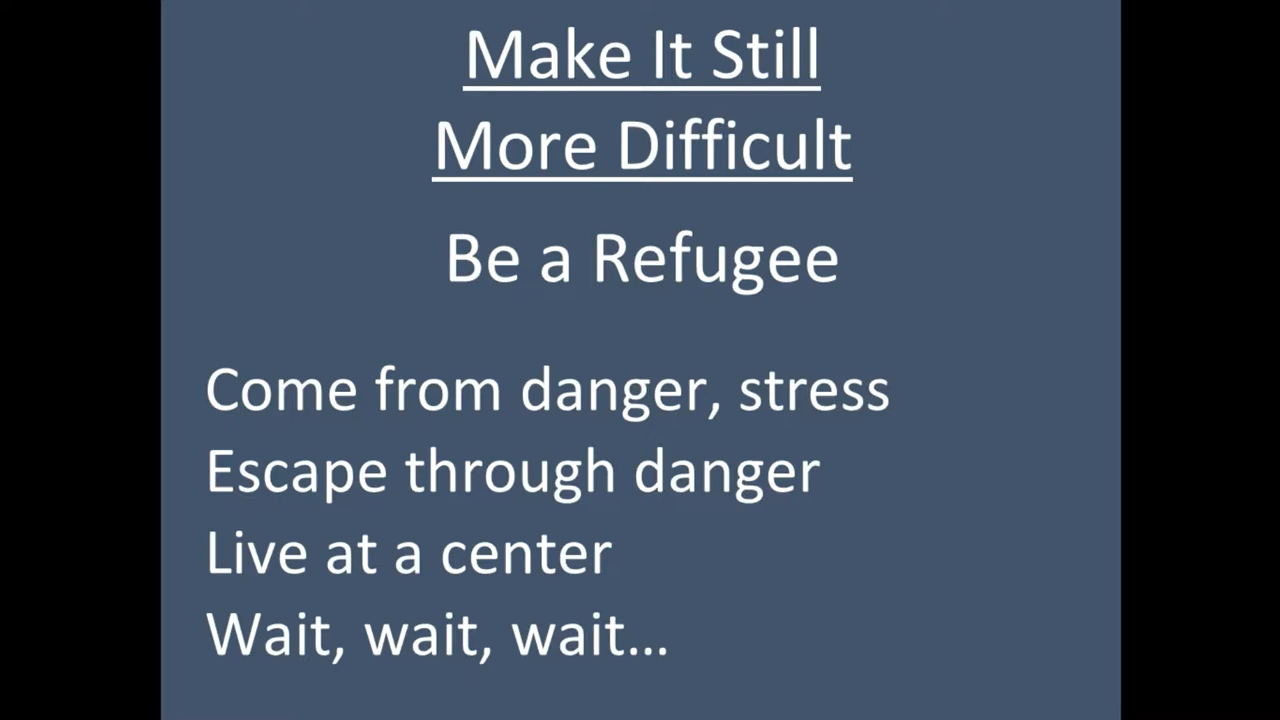 Make It Still
More Difficult
Be a Refugee
Come from danger, stress
Escape through danger
Live at a center
Wait, wait, wait...